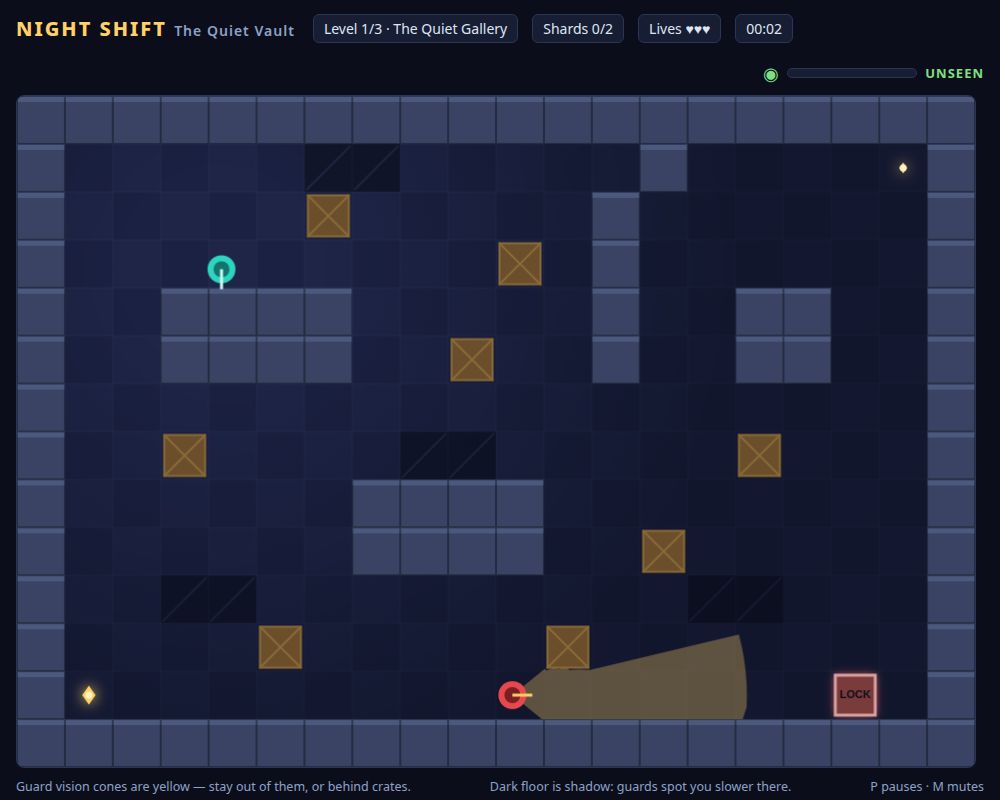 NIGHT SHIFT The Quiet Vault
Level 1/3 · The Quiet Gallery
Shards 0/2
Lives ♥♥♥
00:02
UNSEEN
LOCK
Guard vision cones are yellow — stay out of them, or behind crates.
Dark floor is shadow: guards spot you slower there.
P pauses · M mutes